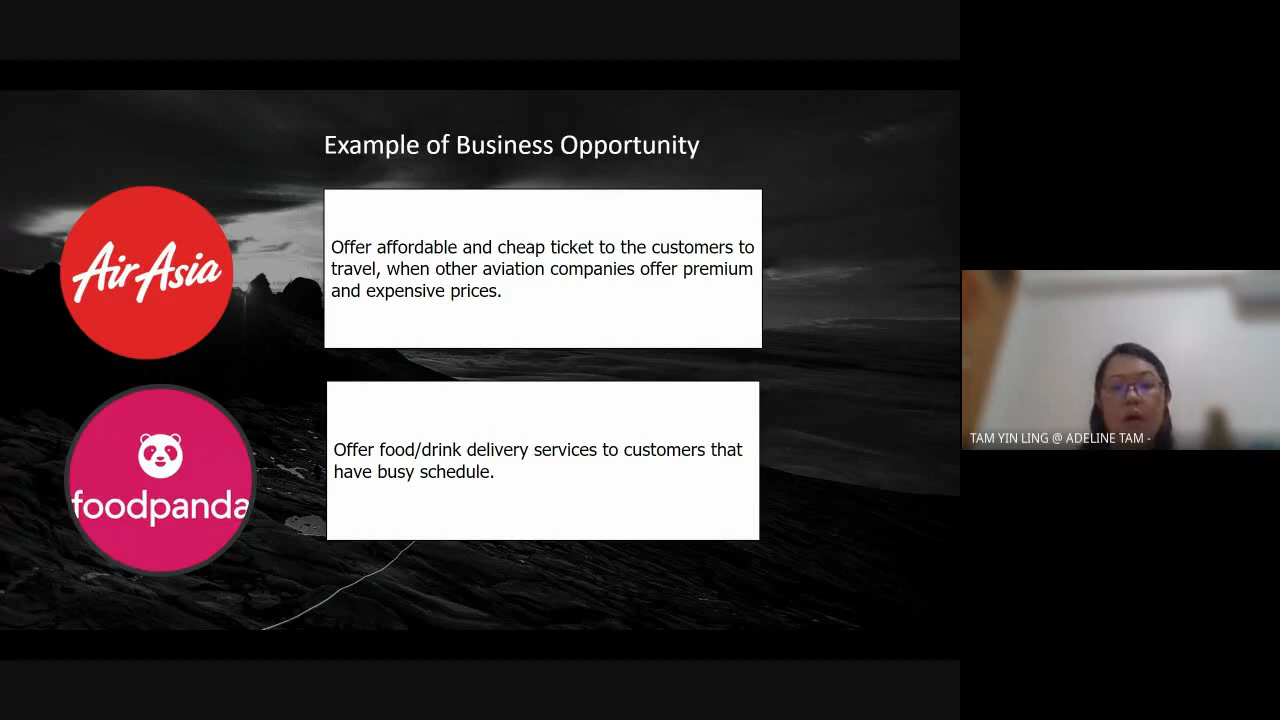 Example of Business Opportunity
AirAsia
Offer affordable and cheap ticket to the customers to
travel, when other aviation companies offer premium
and expensive prices.
foodpanda
Offer food/drink delivery services to customers that
have busy schedule.
TAM YIN LING @ ADELINE TAM -